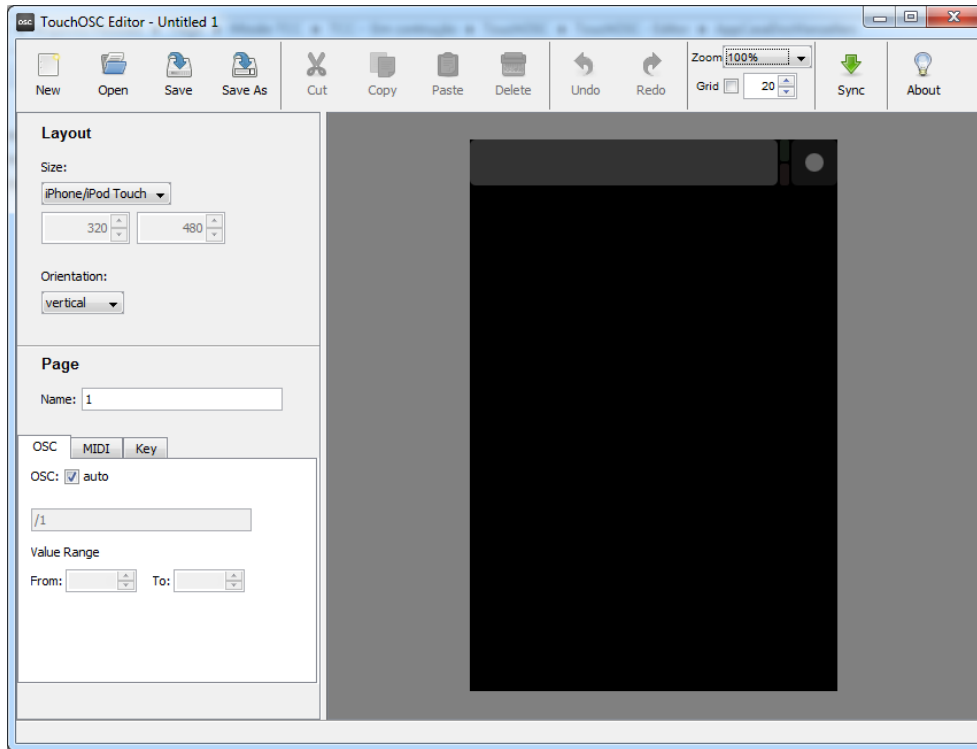 osc TouchOSC Editor - Untitled 1
New Open Save Save As Cut Copy Paste Delete Undo Redo Zoom 100% Grid 20 Sync About
Layout
Size:
iPhone/iPod Touch
320 480
Orientation:
vertical
Page
Name: 1
OSC MIDI Key
OSC: auto
/1
Value Range
From: To: